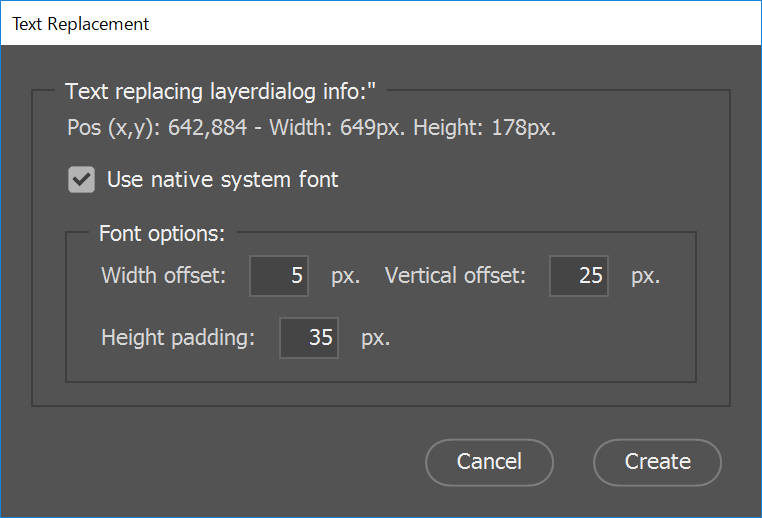 Text Replacement
Text replacing layerdialog info:"
Pos (x,y): 642,884 - Width: 649px. Height: 178px.
Use native system font
Font options:
Width offset: 5 px. Vertical offset: 25 px.
Height padding: 35 px.
Cancel Create